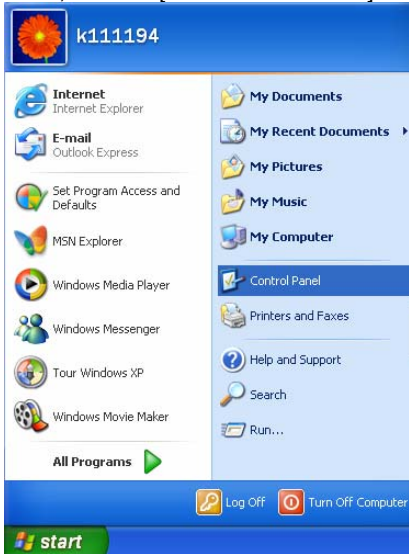 k111194
Internet
Internet Explorer
E-mail
Outlook Express
Set Program Access and
Defaults
MSN Explorer
Windows Media Player
Windows Messenger
Tour Windows XP
Windows Movie Maker
All Programs
My Documents
My Recent Documents
My Pictures
My Music
My Computer
Control Panel
Printers and Faxes
Help and Support
Search
Run...
Log Off
Turn Off Computer
start